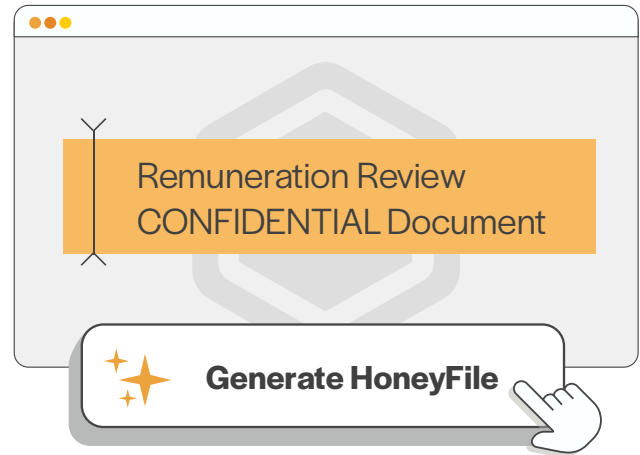 Remuneration Review
CONFIDENTIAL Document
Generate HoneyFile